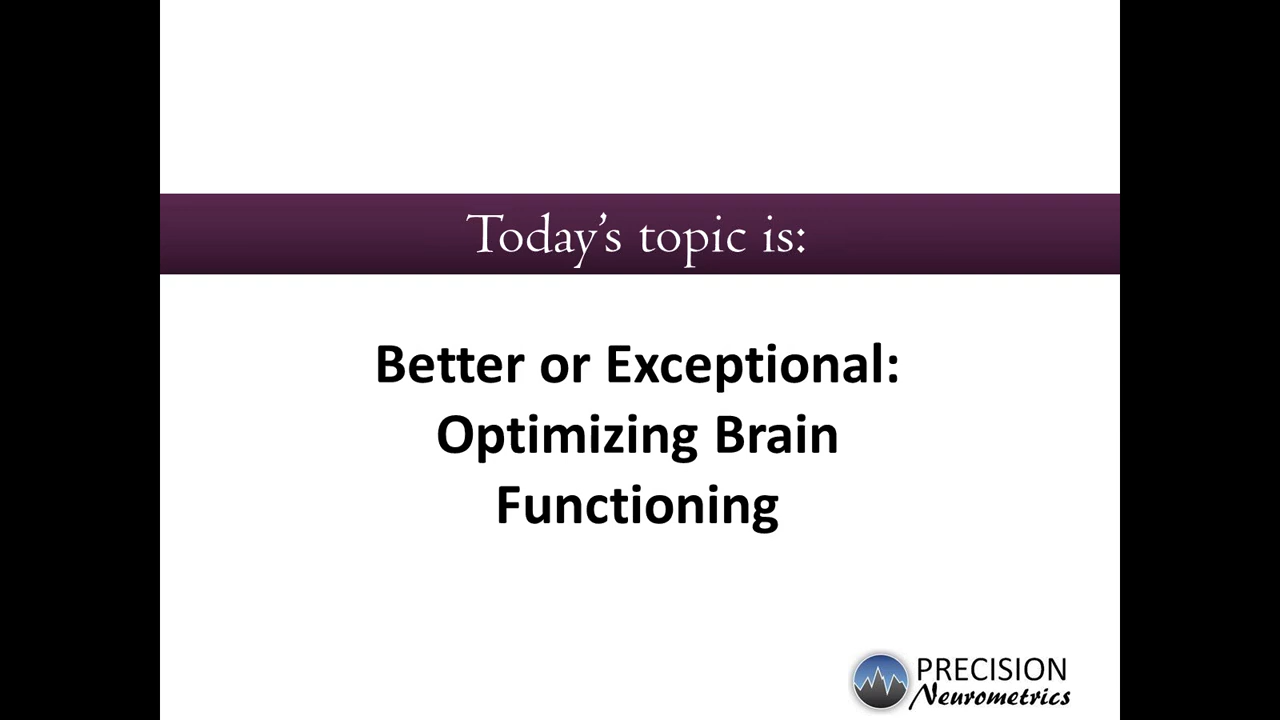 Today's topic is:
Better or Exceptional:
Optimizing Brain
Functioning
PRECISION
Neurometrics